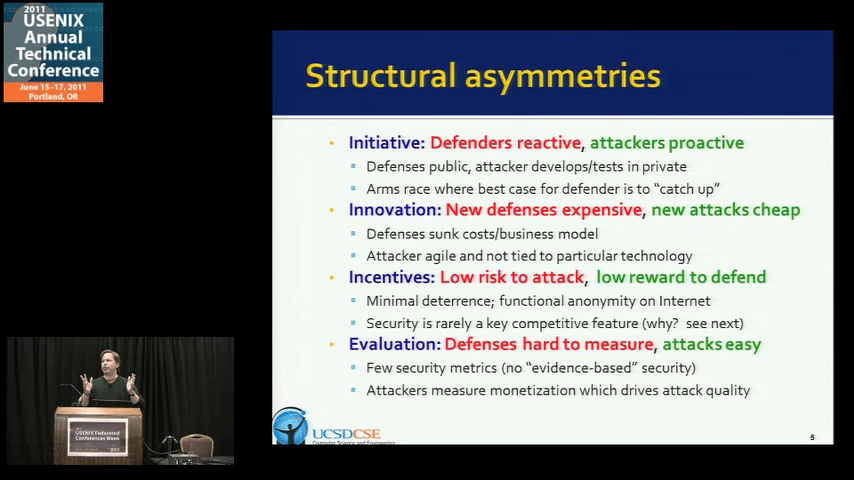 2011
USENIX
Annual
Technical
Conference
June 15-17, 2011
Portland, OR
Structural asymmetries
• Initiative: Defenders reactive, attackers proactive
Defenses public, attacker develops/tests in private
Arms race where best case for defender is to “catch up”
• Innovation: New defenses expensive, new attacks cheap
Defenses sunk costs/business model
Attacker agile and not tied to particular technology
• Incentives: Low risk to attack, low reward to defend
Minimal deterrence; functional anonymity on Internet
Security is rarely a key competitive feature (why?  see next)
• Evaluation: Defenses hard to measure, attacks easy
Few security metrics (no “evidence-based” security)
Attackers measure monetization which drives attack quality
UCSDCSE
Computer Science and Engineering
5
USENIX Federated
Conferences Week
2011